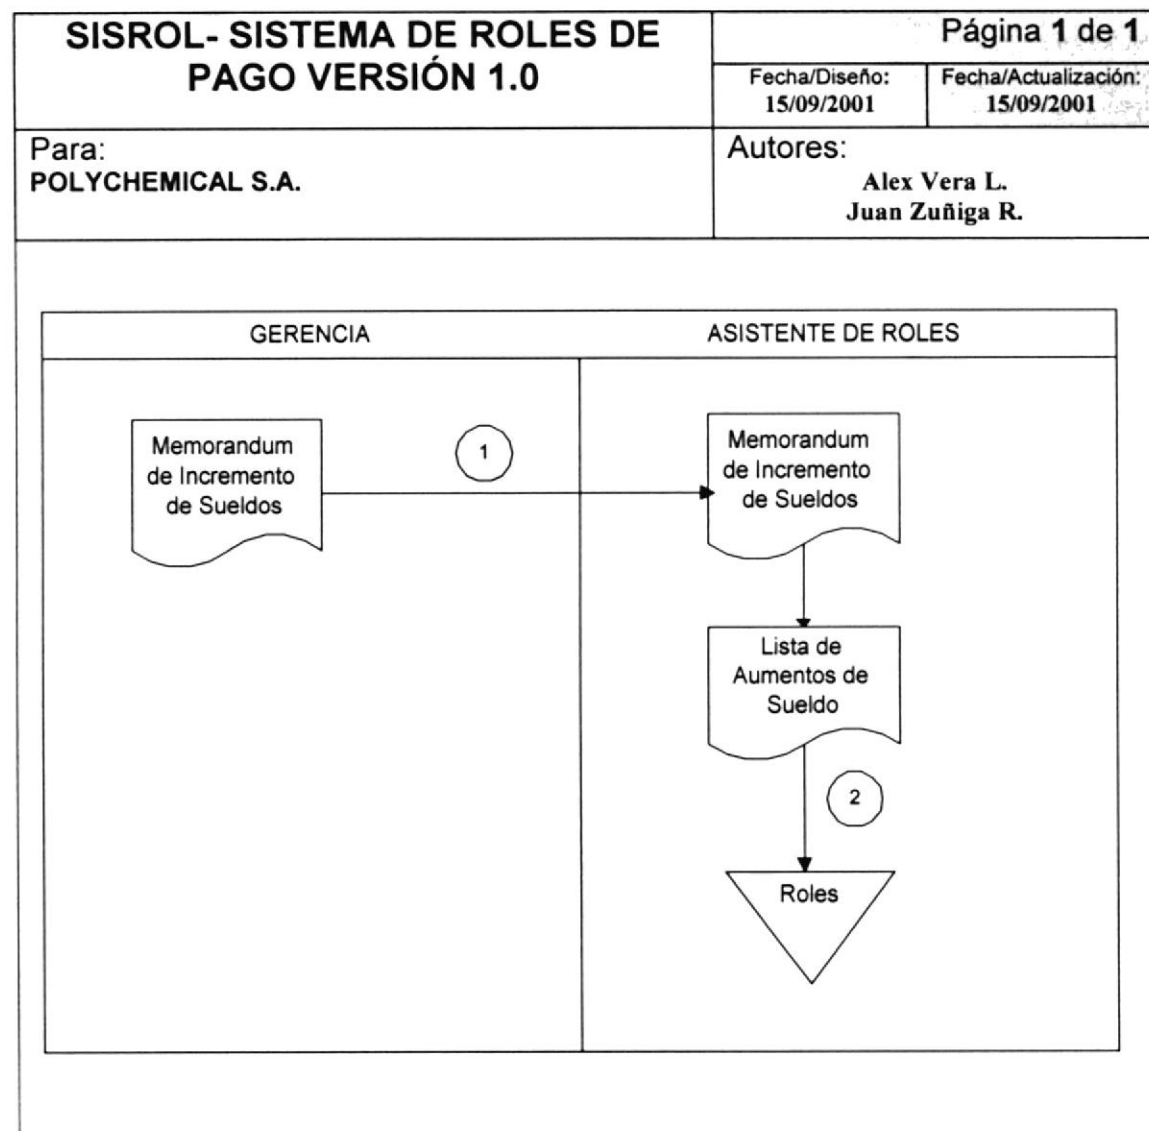 SISROL- SISTEMA DE ROLES DE
PAGO VERSIÓN 1.0
Página 1 de 1
Fecha/Diseño:
15/09/2001
Fecha/Actualización:
15/09/2001
Para:
POLYCHEMICAL S.A.
Autores:
Alex Vera L.
Juan Zuñiga R.
GERENCIA
ASISTENTE DE ROLES
Memorandum
de Incremento
de Sueldos
1
Memorandum
de Incremento
de Sueldos
Lista de
Aumentos de
Sueldo
2
Roles